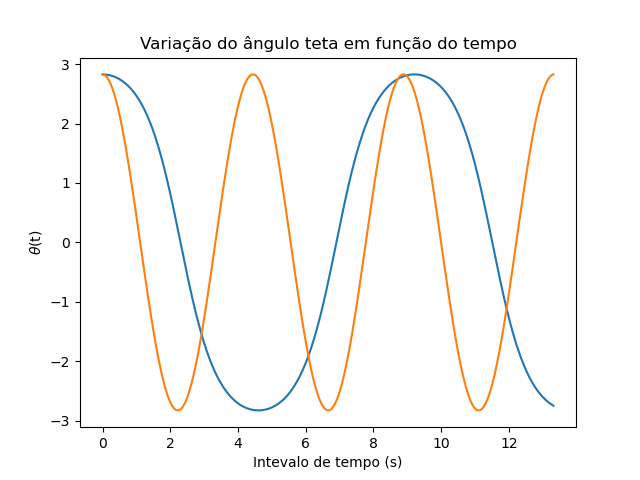 Variação do ângulo teta em função do tempo
3
2
1
0
−1
−2
−3
θ(t)
0 2 4 6 8 10 12
Intevalo de tempo (s)